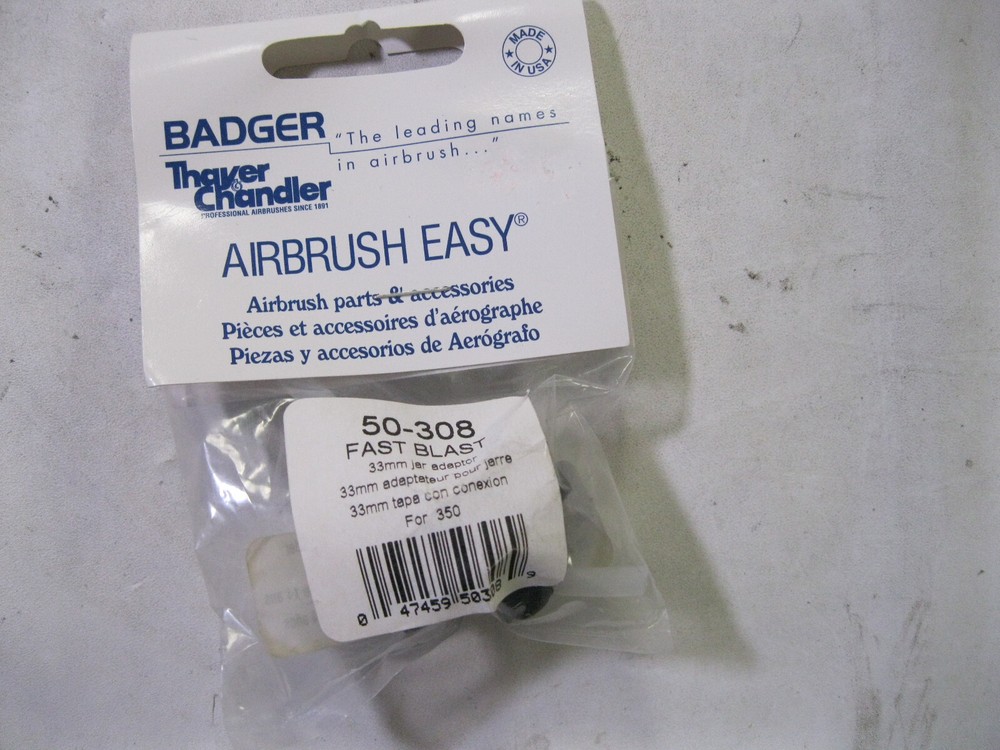 MADE
IN USA
BADGER
"The leading names
in airbrush..."
Thayer
& Chandler
PROFESSIONAL AIRBRUSHES SINCE 1891
AIRBRUSH EASY®
Airbrush parts & accessories
Pièces et accessoires d'aérographe
Piezas y accesorios de Aerógrafo
50-308
FAST BLAST
33mm jar adaptor
33mm adaptateur pour jarre
33mm tapa con conexion
For 350
0 47459 50308 9